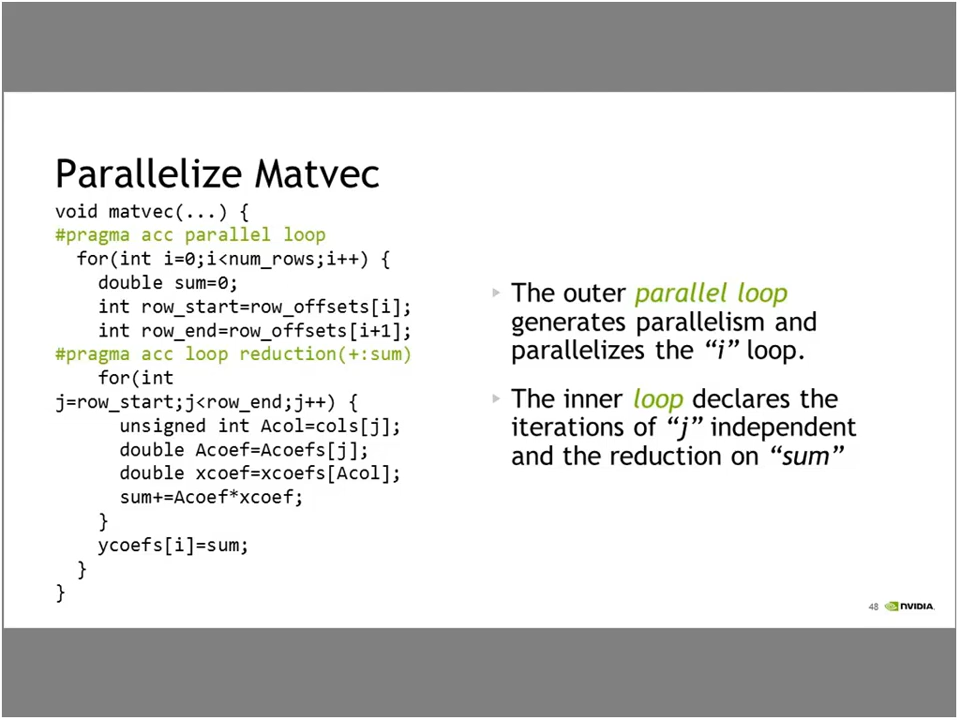 Parallelize Matvec
void matvec(...) {
#pragma acc parallel loop
for(int i=0;i<num_rows;i++) {
double sum=0;
int row_start=row_offsets[i];
int row_end=row_offsets[i+1];
#pragma acc loop reduction(+:sum)
for(int
j=row_start;j<row_end;j++) {
unsigned int Acol=cols[j];
double Acoef=Acoefs[j];
double xcoef=xcoefs[Acol];
sum+=Acoef*xcoef;
}
ycoefs[i]=sum;
}
}
The outer parallel loop
generates parallelism and
parallelizes the “i” loop.
The inner loop declares the
iterations of “j” independent
and the reduction on “sum”
48 NVIDIA.